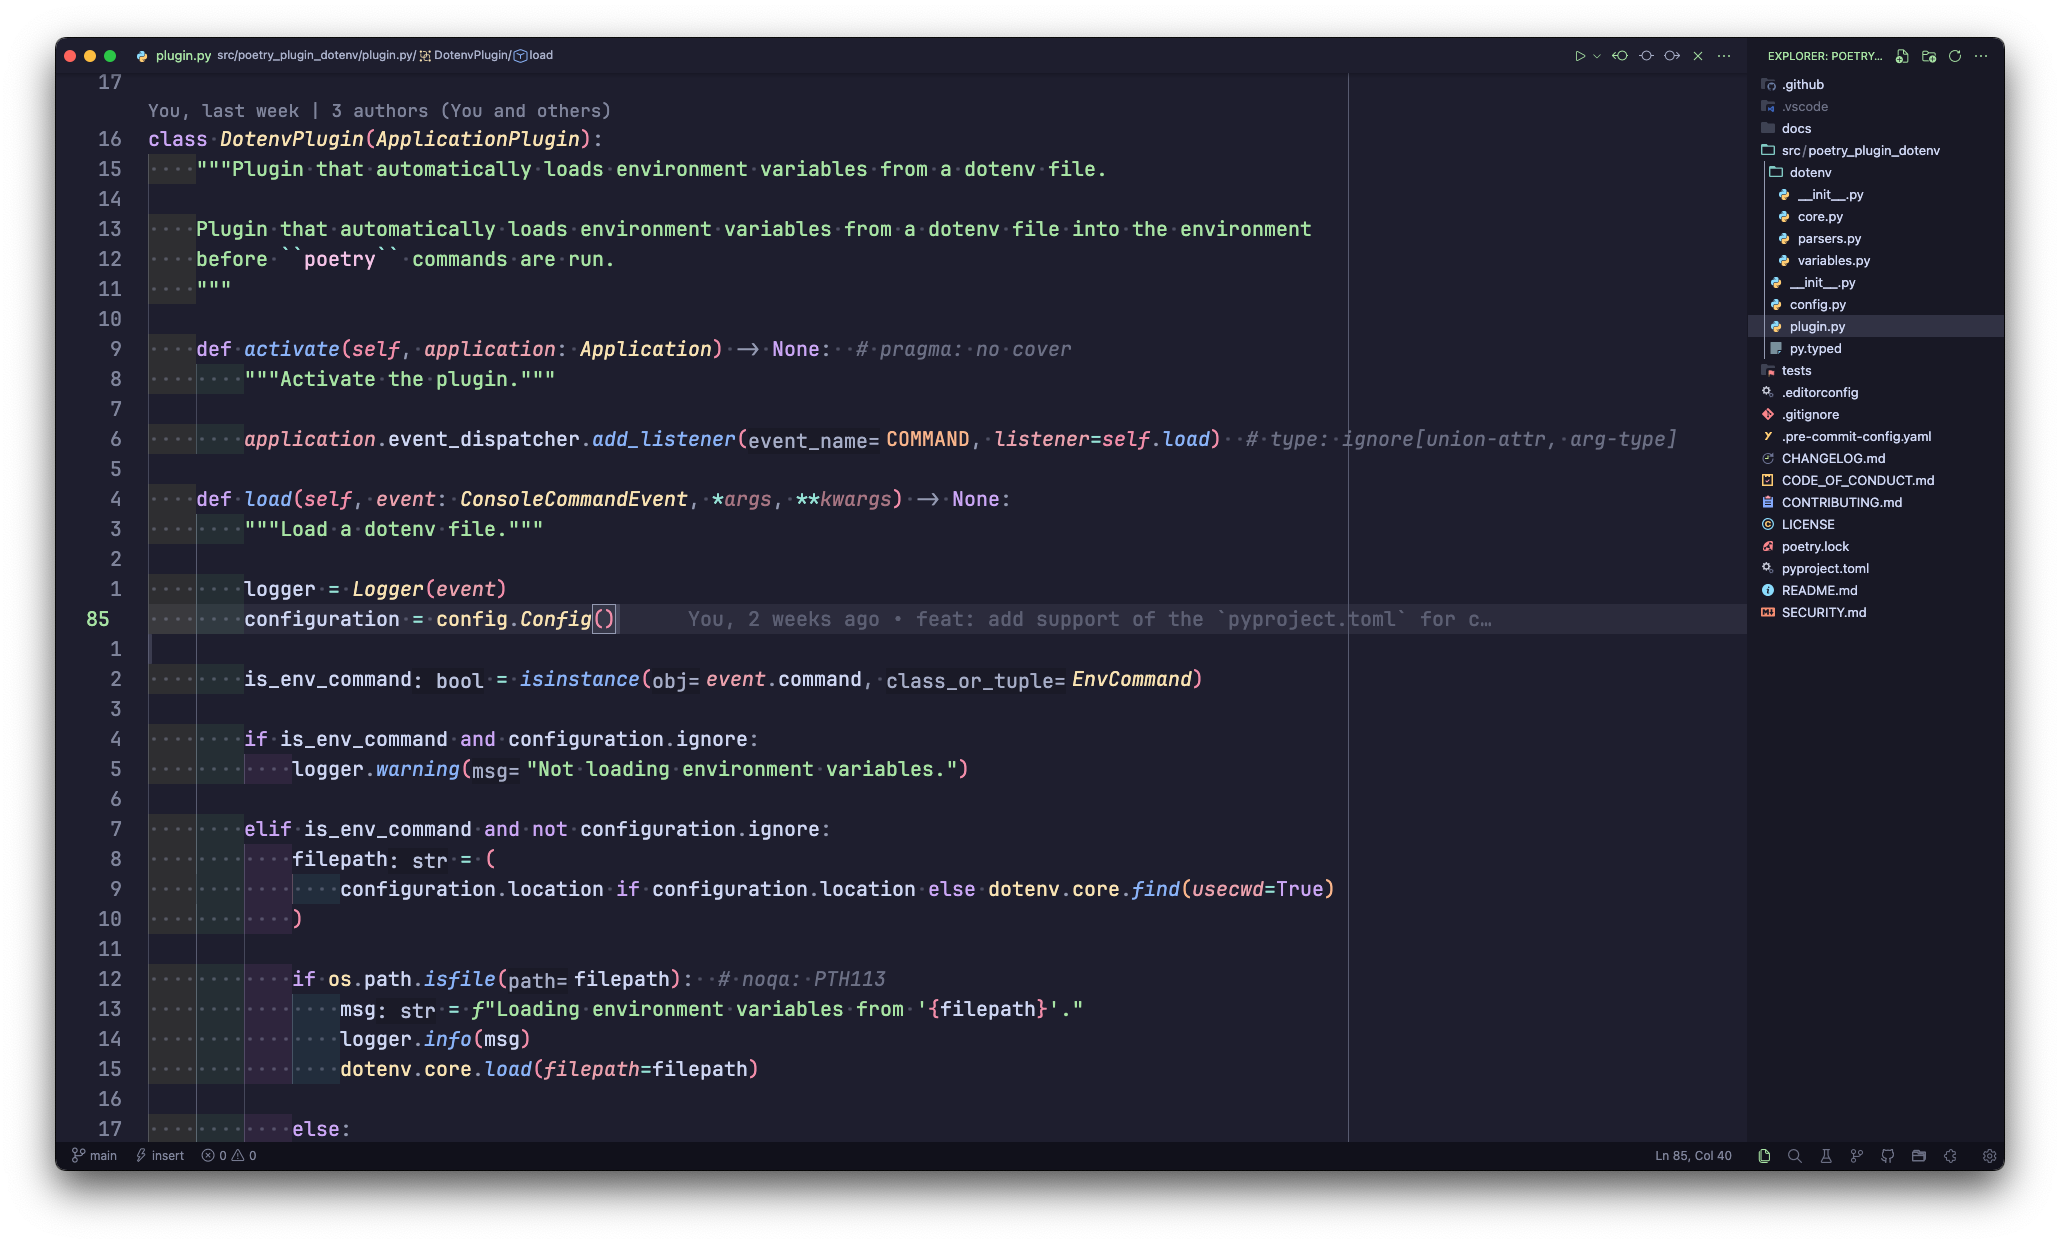 plugin.py src/poetry_plugin_dotenv/plugin.py/ DotenvPlugin/ load
17
You, last week | 3 authors (You and others)
16 class DotenvPlugin(ApplicationPlugin):
15 """Plugin that automatically loads environment variables from a dotenv file.
14
13 Plugin that automatically loads environment variables from a dotenv file into the environment
12 before ``poetry`` commands are run.
11 """
10
9 def activate(self, application: Application) -> None:  # pragma: no cover
8 """Activate the plugin."""
7
6 application.event_dispatcher.add_listener(event_name= COMMAND, listener=self.load)  # type: ignore[union-attr, arg-type]
5
4 def load(self, event: ConsoleCommandEvent, *args, **kwargs) -> None:
3 """Load a dotenv file."""
2
1 logger = Logger(event)
85 configuration = config.Config() You, 2 weeks ago • feat: add support of the `pyproject.toml` for c…
1
2 is_env_command: bool = isinstance(obj= event.command, class_or_tuple= EnvCommand)
3
4 if is_env_command and configuration.ignore:
5 logger.warning(msg= "Not loading environment variables.")
6
7 elif is_env_command and not configuration.ignore:
8 filepath: str = (
9 configuration.location if configuration.location else dotenv.core.find(usecwd=True)
10 )
11
12 if os.path.isfile(path= filepath):  # noqa: PTH113
13 msg: str = f"Loading environment variables from '{filepath}'."
14 logger.info(msg)
15 dotenv.core.load(filepath=filepath)
16
17 else:
main insert 0 0 Ln 85, Col 40
EXPLORER: POETRY...
.github
.vscode
docs
src/poetry_plugin_dotenv
dotenv
__init__.py
core.py
parsers.py
variables.py
__init__.py
config.py
plugin.py
py.typed
tests
.editorconfig
.gitignore
.pre-commit-config.yaml
CHANGELOG.md
CODE_OF_CONDUCT.md
CONTRIBUTING.md
LICENSE
poetry.lock
pyproject.toml
README.md
SECURITY.md